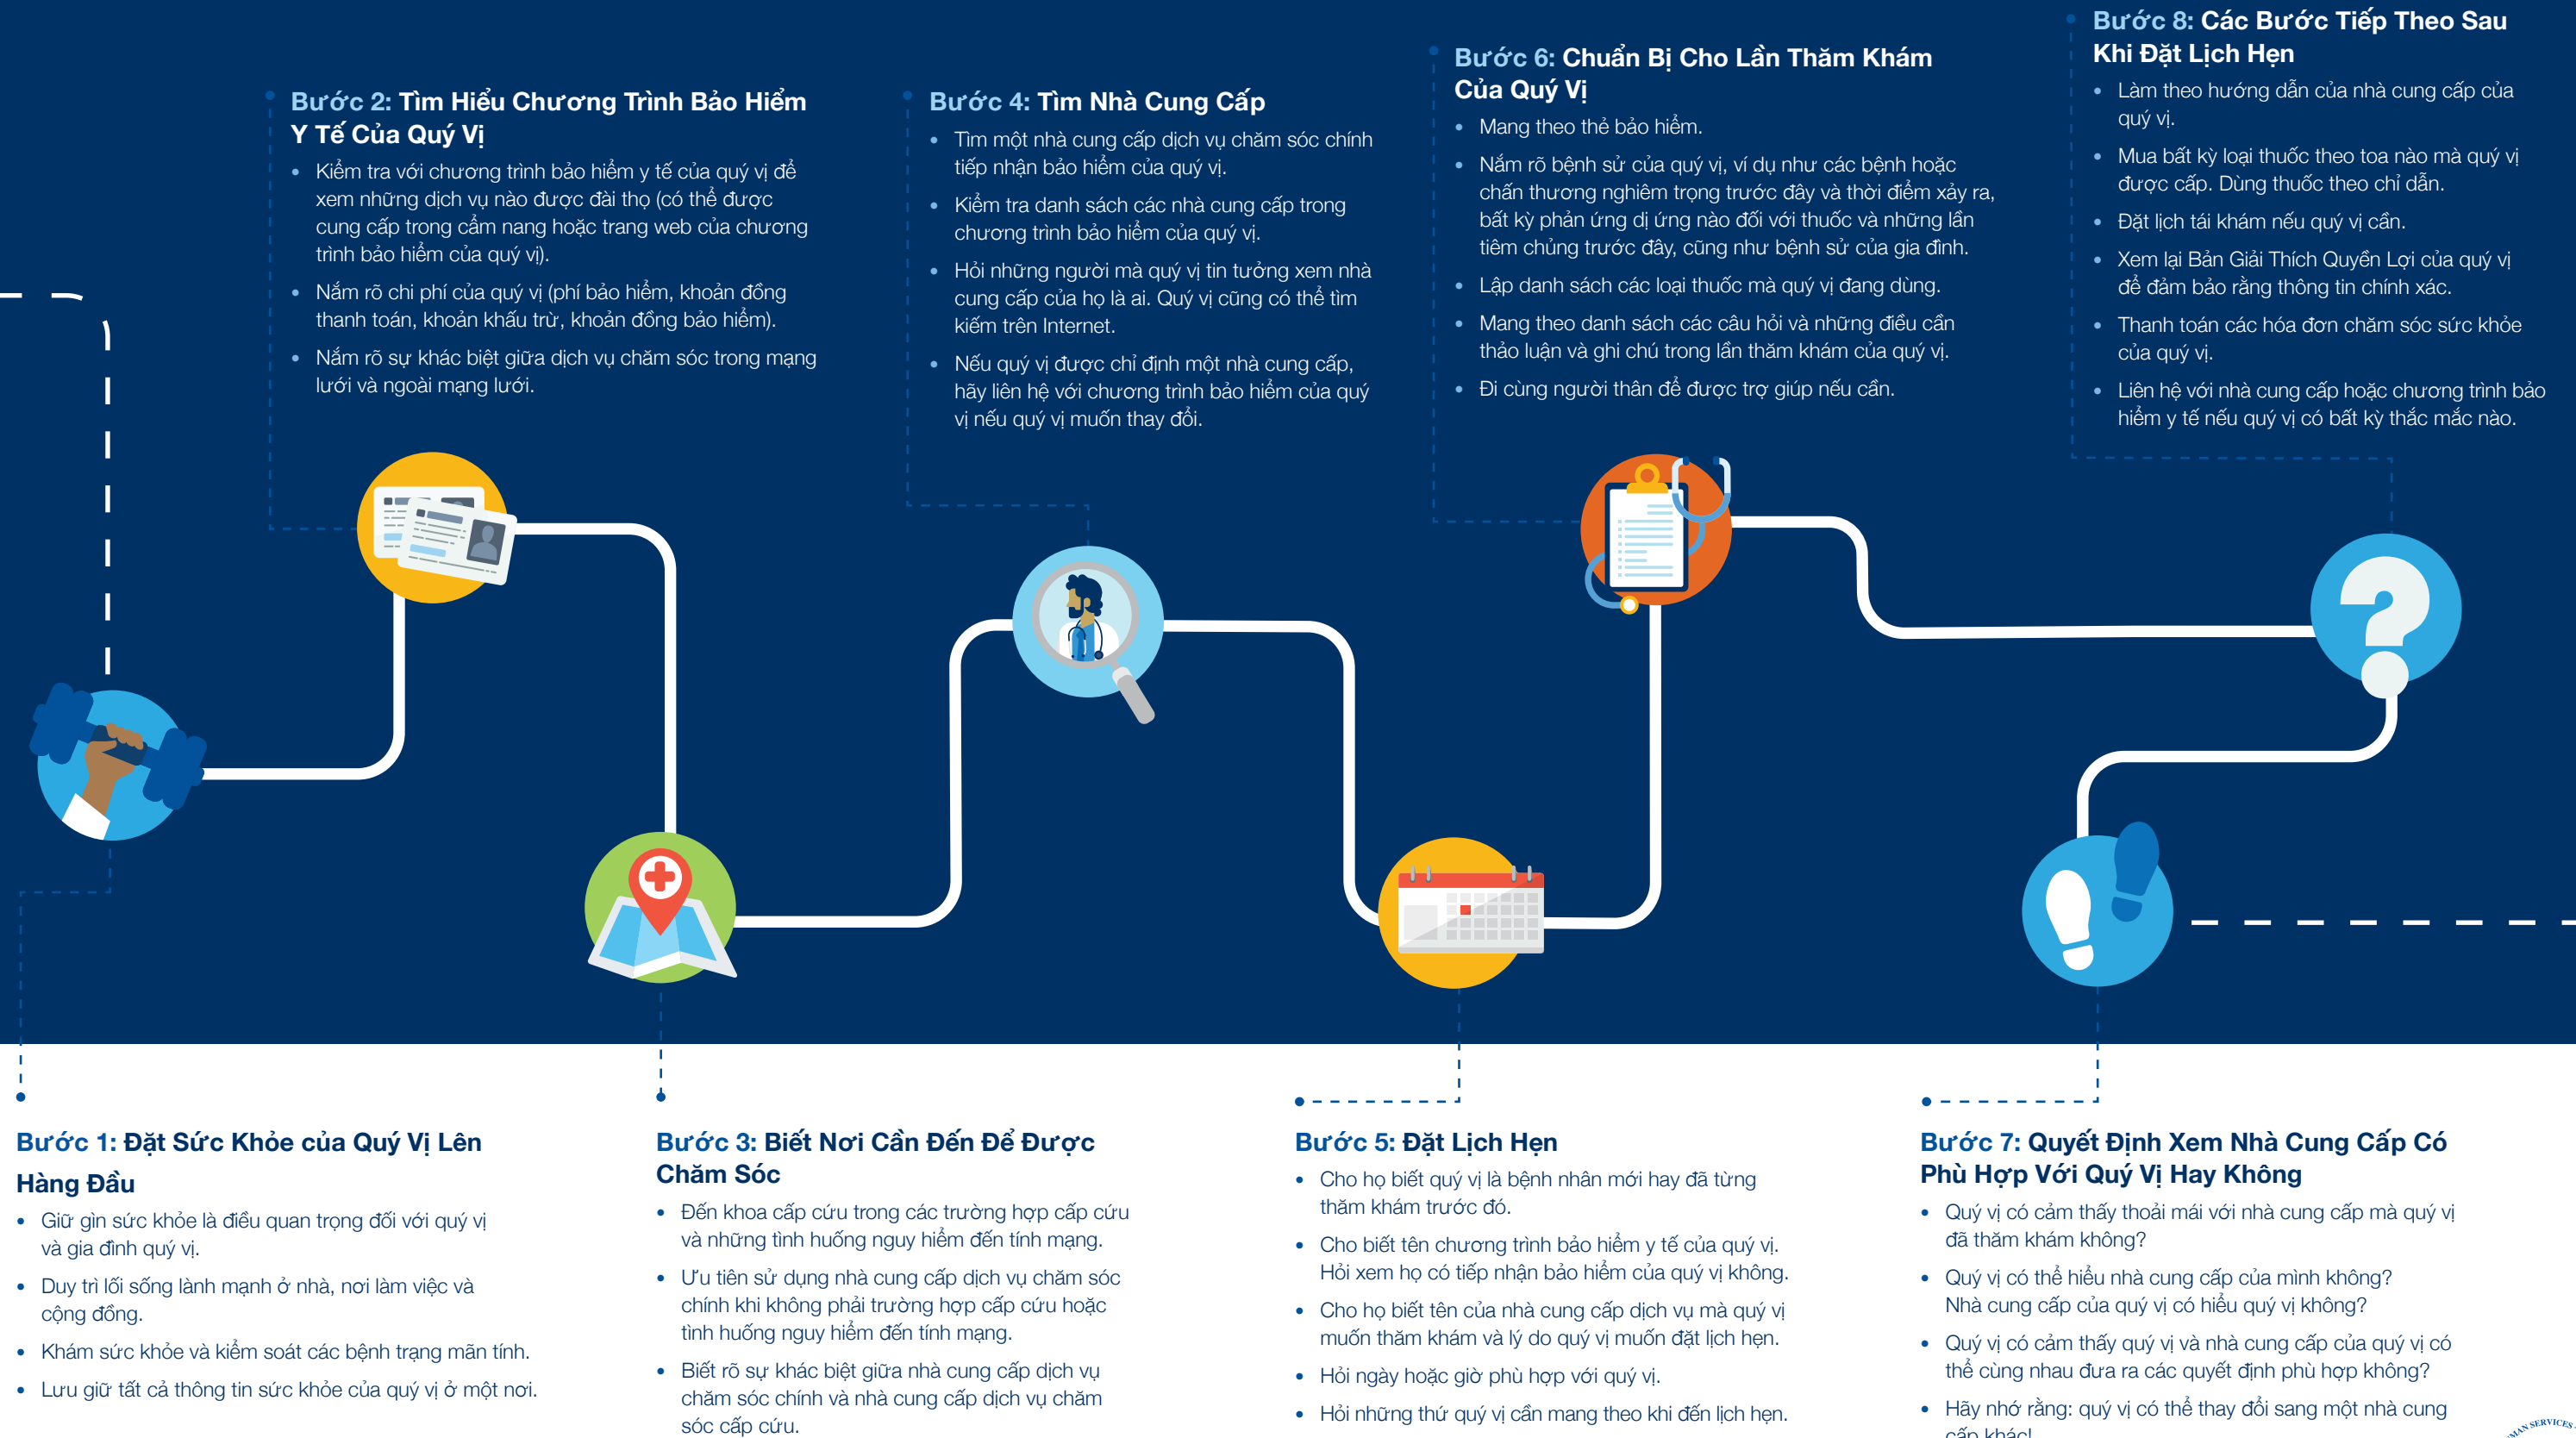 Bước 2: Tìm Hiểu Chương Trình Bảo Hiểm
Y Tế Của Quý Vị
• Kiểm tra với chương trình bảo hiểm y tế của quý vị để
xem những dịch vụ nào được đài thọ (có thể được
cung cấp trong cẩm nang hoặc trang web của chương
trình bảo hiểm của quý vị).
• Nắm rõ chi phí của quý vị (phí bảo hiểm, khoản đồng
thanh toán, khoản khấu trừ, khoản đồng bảo hiểm).
• Nắm rõ sự khác biệt giữa dịch vụ chăm sóc trong mạng
lưới và ngoài mạng lưới.
Bước 4: Tìm Nhà Cung Cấp
• Tìm một nhà cung cấp dịch vụ chăm sóc chính
tiếp nhận bảo hiểm của quý vị.
• Kiểm tra danh sách các nhà cung cấp trong
chương trình bảo hiểm của quý vị.
• Hỏi những người mà quý vị tin tưởng xem nhà
cung cấp của họ là ai. Quý vị cũng có thể tìm
kiếm trên Internet.
• Nếu quý vị được chỉ định một nhà cung cấp,
hãy liên hệ với chương trình bảo hiểm của quý
vị nếu quý vị muốn thay đổi.
Bước 6: Chuẩn Bị Cho Lần Thăm Khám
Của Quý Vị
• Mang theo thẻ bảo hiểm.
• Nắm rõ bệnh sử của quý vị, ví dụ như các bệnh hoặc
chấn thương nghiêm trọng trước đây và thời điểm xảy ra,
bất kỳ phản ứng dị ứng nào đối với thuốc và những lần
tiêm chủng trước đây, cũng như bệnh sử của gia đình.
• Lập danh sách các loại thuốc mà quý vị đang dùng.
• Mang theo danh sách các câu hỏi và những điều cần
thảo luận và ghi chú trong lần thăm khám của quý vị.
• Đi cùng người thân để được trợ giúp nếu cần.
Bước 8: Các Bước Tiếp Theo Sau
Khi Đặt Lịch Hẹn
• Làm theo hướng dẫn của nhà cung cấp của
quý vị.
• Mua bất kỳ loại thuốc theo toa nào mà quý vị
được cấp. Dùng thuốc theo chỉ dẫn.
• Đặt lịch tái khám nếu quý vị cần.
• Xem lại Bản Giải Thích Quyền Lợi của quý vị
để đảm bảo rằng thông tin chính xác.
• Thanh toán các hóa đơn chăm sóc sức khỏe
của quý vị.
• Liên hệ với nhà cung cấp hoặc chương trình bảo
hiểm y tế nếu quý vị có bất kỳ thắc mắc nào.
Bước 1: Đặt Sức Khỏe của Quý Vị Lên
Hàng Đầu
• Giữ gìn sức khỏe là điều quan trọng đối với quý vị
và gia đình quý vị.
• Duy trì lối sống lành mạnh ở nhà, nơi làm việc và
cộng đồng.
• Khám sức khỏe và kiểm soát các bệnh trạng mãn tính.
• Lưu giữ tất cả thông tin sức khỏe của quý vị ở một nơi.
Bước 3: Biết Nơi Cần Đến Để Được
Chăm Sóc
• Đến khoa cấp cứu trong các trường hợp cấp cứu
và những tình huống nguy hiểm đến tính mạng.
• Ưu tiên sử dụng nhà cung cấp dịch vụ chăm sóc
chính khi không phải trường hợp cấp cứu hoặc
tình huống nguy hiểm đến tính mạng.
• Biết rõ sự khác biệt giữa nhà cung cấp dịch vụ
chăm sóc chính và nhà cung cấp dịch vụ chăm
sóc cấp cứu.
Bước 5: Đặt Lịch Hẹn
• Cho họ biết quý vị là bệnh nhân mới hay đã từng
thăm khám trước đó.
• Cho biết tên chương trình bảo hiểm y tế của quý vị.
Hỏi xem họ có tiếp nhận bảo hiểm của quý vị không.
• Cho họ biết tên của nhà cung cấp dịch vụ mà quý vị
muốn thăm khám và lý do quý vị muốn đặt lịch hẹn.
• Hỏi ngày hoặc giờ phù hợp với quý vị.
• Hỏi những thứ quý vị cần mang theo khi đến lịch hẹn.
Bước 7: Quyết Định Xem Nhà Cung Cấp Có
Phù Hợp Với Quý Vị Hay Không
• Quý vị có cảm thấy thoải mái với nhà cung cấp mà quý vị
đã thăm khám không?
• Quý vị có thể hiểu nhà cung cấp của mình không?
Nhà cung cấp của quý vị có hiểu quý vị không?
• Quý vị có cảm thấy quý vị và nhà cung cấp của quý vị có
thể cùng nhau đưa ra các quyết định phù hợp không?
• Hãy nhớ rằng: quý vị có thể thay đổi sang một nhà cung
cấp khác!
SERVICES